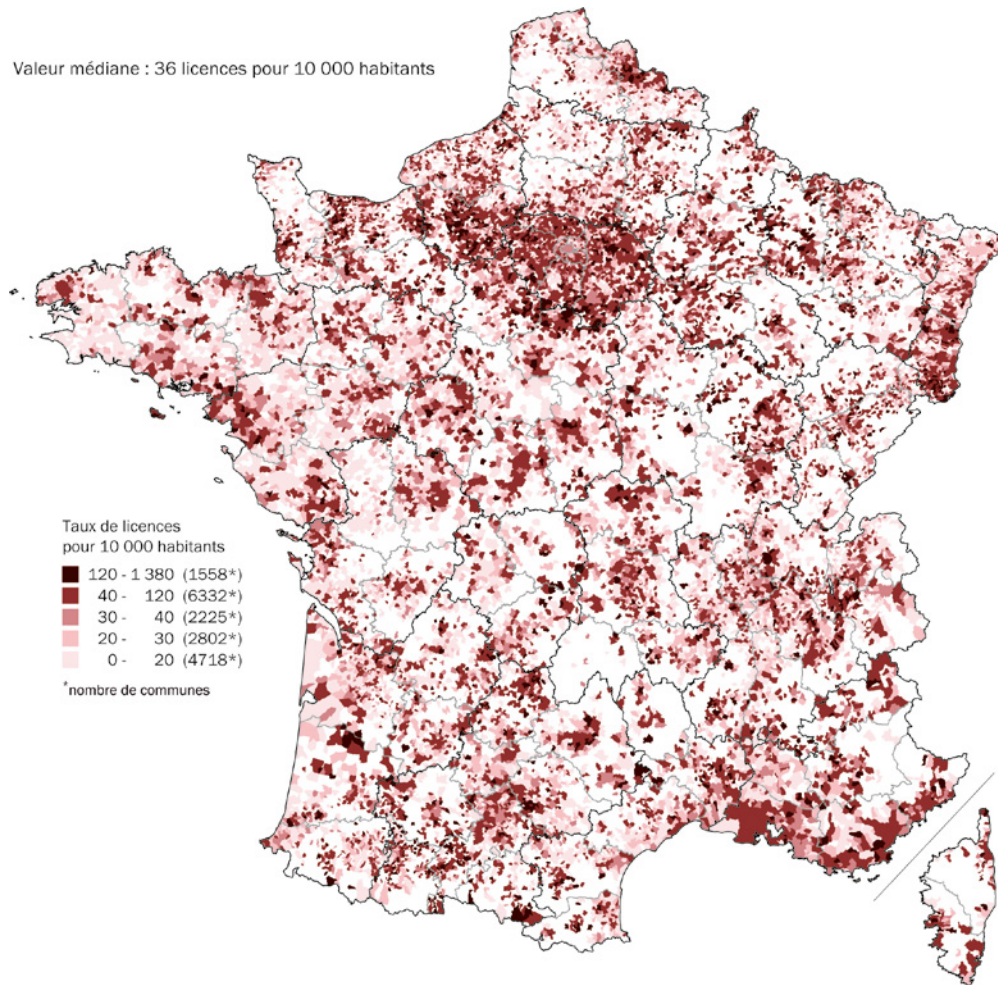 Valeur médiane : 36 licences pour 10 000 habitants
Taux de licences
pour 10 000 habitants
120 - 1 380 (1558*)
40 - 120 (6332*)
30 - 40 (2225*)
20 - 30 (2802*)
0 - 20 (4718*)
*nombre de communes